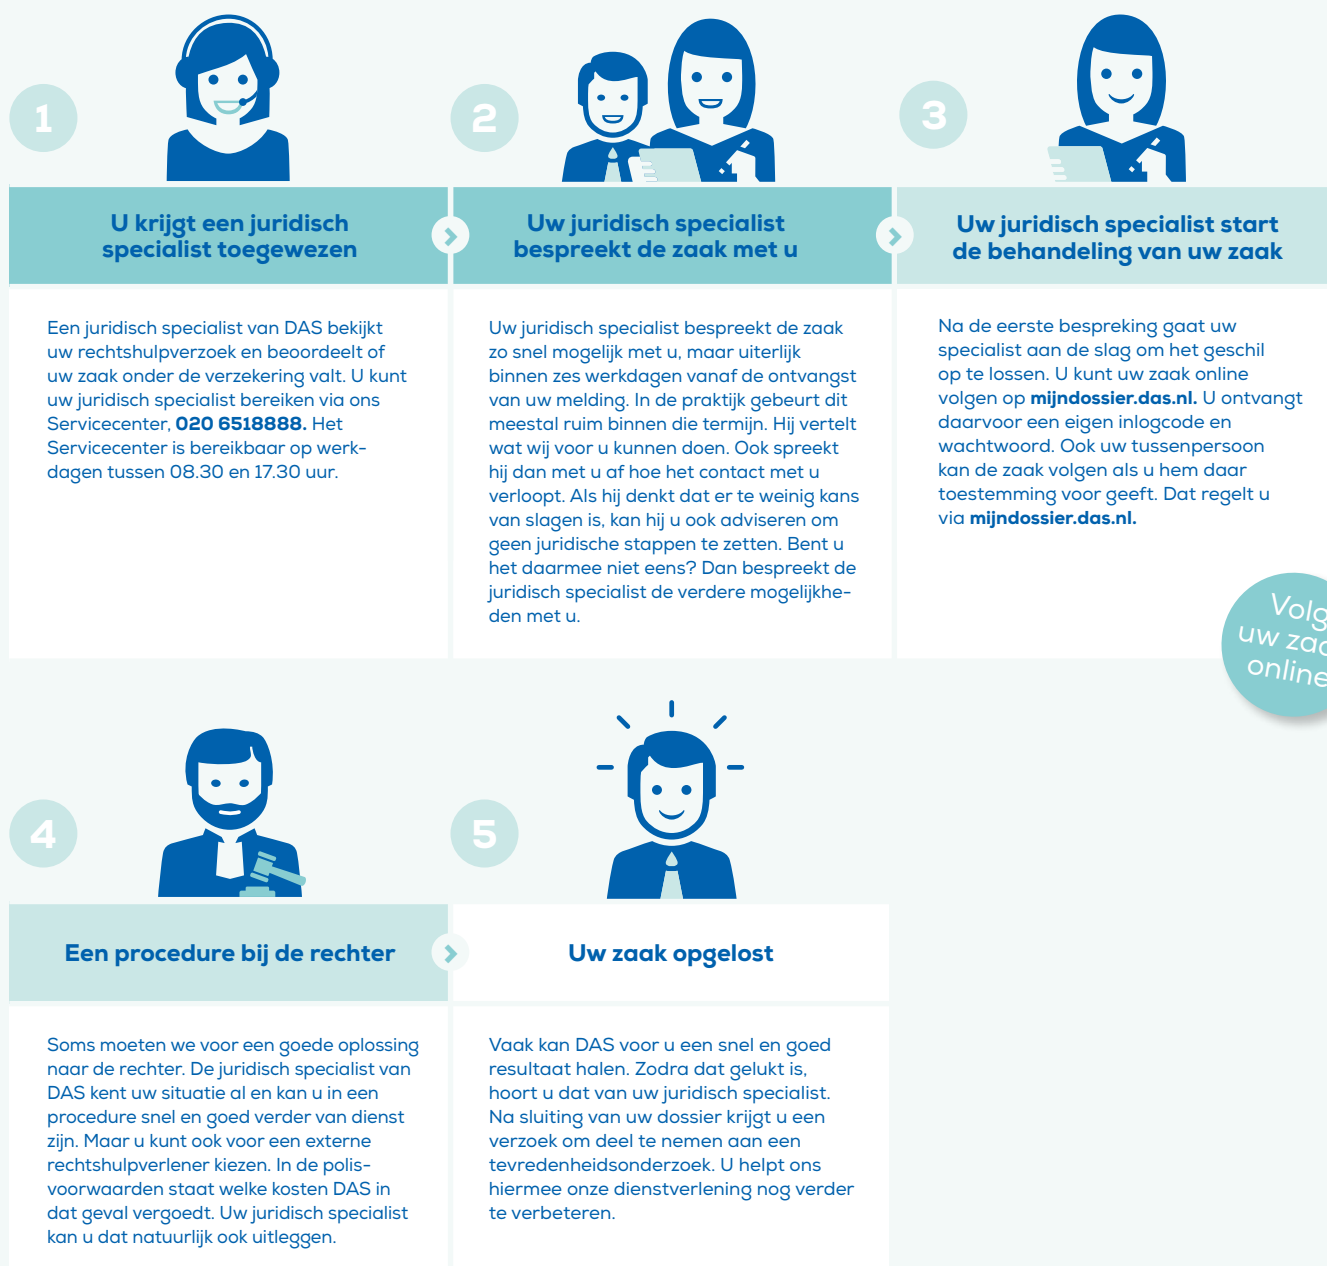 1
U krijgt een juridisch
specialist toegewezen
Een juridisch specialist van DAS bekijkt
uw rechtshulpverzoek en beoordeelt of
uw zaak onder de verzekering valt. U kunt
uw juridisch specialist bereiken via ons
Servicecenter, 020 6518888. Het
Servicecenter is bereikbaar op werk-
dagen tussen 08.30 en 17.30 uur.
2
Uw juridisch specialist
bespreekt de zaak met u
Uw juridisch specialist bespreekt de zaak
zo snel mogelijk met u, maar uiterlijk
binnen zes werkdagen vanaf de ontvangst
van uw melding. In de praktijk gebeurt dit
meestal ruim binnen die termijn. Hij vertelt
wat wij voor u kunnen doen. Ook spreekt
hij dan met u af hoe het contact met u
verloopt. Als hij denkt dat er te weinig kans
van slagen is, kan hij u ook adviseren om
geen juridische stappen te zetten. Bent u
het daarmee niet eens? Dan bespreekt de
juridisch specialist de verdere mogelijkhe-
den met u.
3
Uw juridisch specialist start
de behandeling van uw zaak
Na de eerste bespreking gaat uw
specialist aan de slag om het geschil
op te lossen. U kunt uw zaak online
volgen op mijndossier.das.nl. U ontvangt
daarvoor een eigen inlogcode en
wachtwoord. Ook uw tussenpersoon
kan de zaak volgen als u hem daar
toestemming voor geeft. Dat regelt u
via mijndossier.das.nl.
Volg
uw
online
4
Een procedure bij de rechter
Soms moeten we voor een goede oplossing
naar de rechter. De juridisch specialist van
DAS kent uw situatie al en kan u in een
procedure snel en goed verder van dienst
zijn. Maar u kunt ook voor een externe
rechtshulpverlener kiezen. In de polis-
voorwaarden staat welke kosten DAS in
dat geval vergoedt. Uw juridisch specialist
kan u dat natuurlijk ook uitleggen.
5
Uw zaak opgelost
Vaak kan DAS voor u een snel en goed
resultaat halen. Zodra dat gelukt is,
hoort u dat van uw juridisch specialist.
Na sluiting van uw dossier krijgt u een
verzoek om deel te nemen aan een
tevredenheidsonderzoek. U helpt ons
hiermee onze dienstverlening nog verder
te verbeteren.